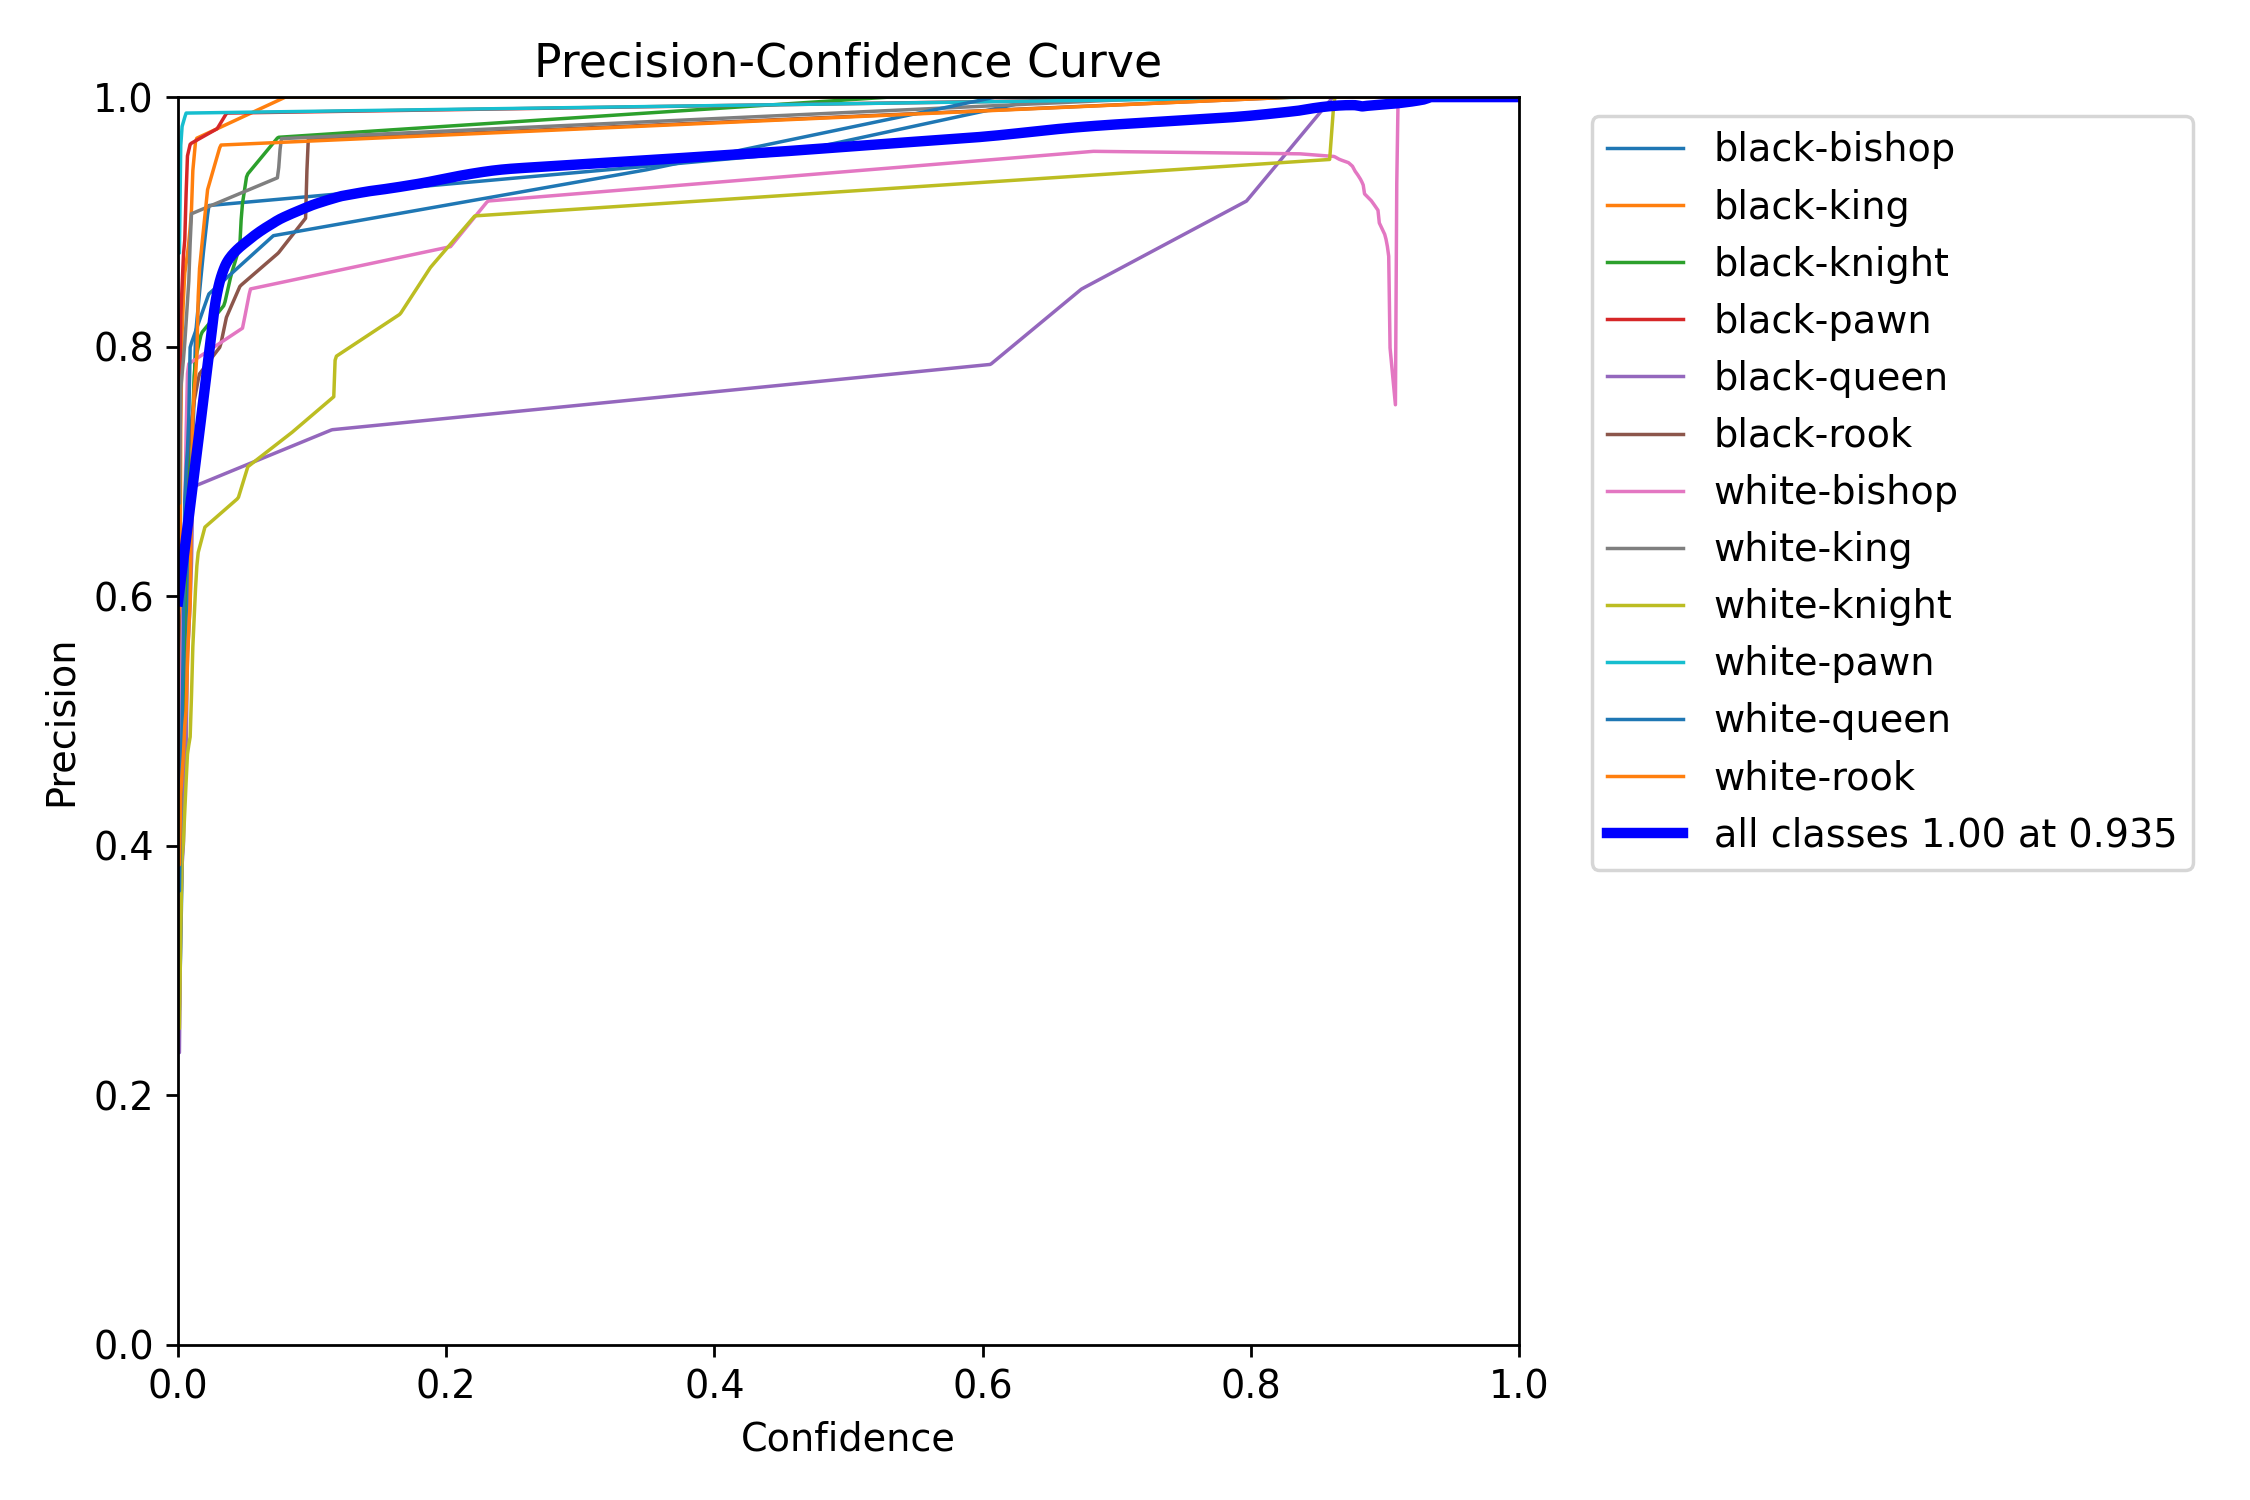 Precision-Confidence Curve
1.0
0.8
0.6
0.4
0.2
0.0
Precision
0.0 0.2 0.4 0.6 0.8 1.0
Confidence
black-bishop
black-king
black-knight
black-pawn
black-queen
black-rook
white-bishop
white-king
white-knight
white-pawn
white-queen
white-rook
all classes 1.00 at 0.935